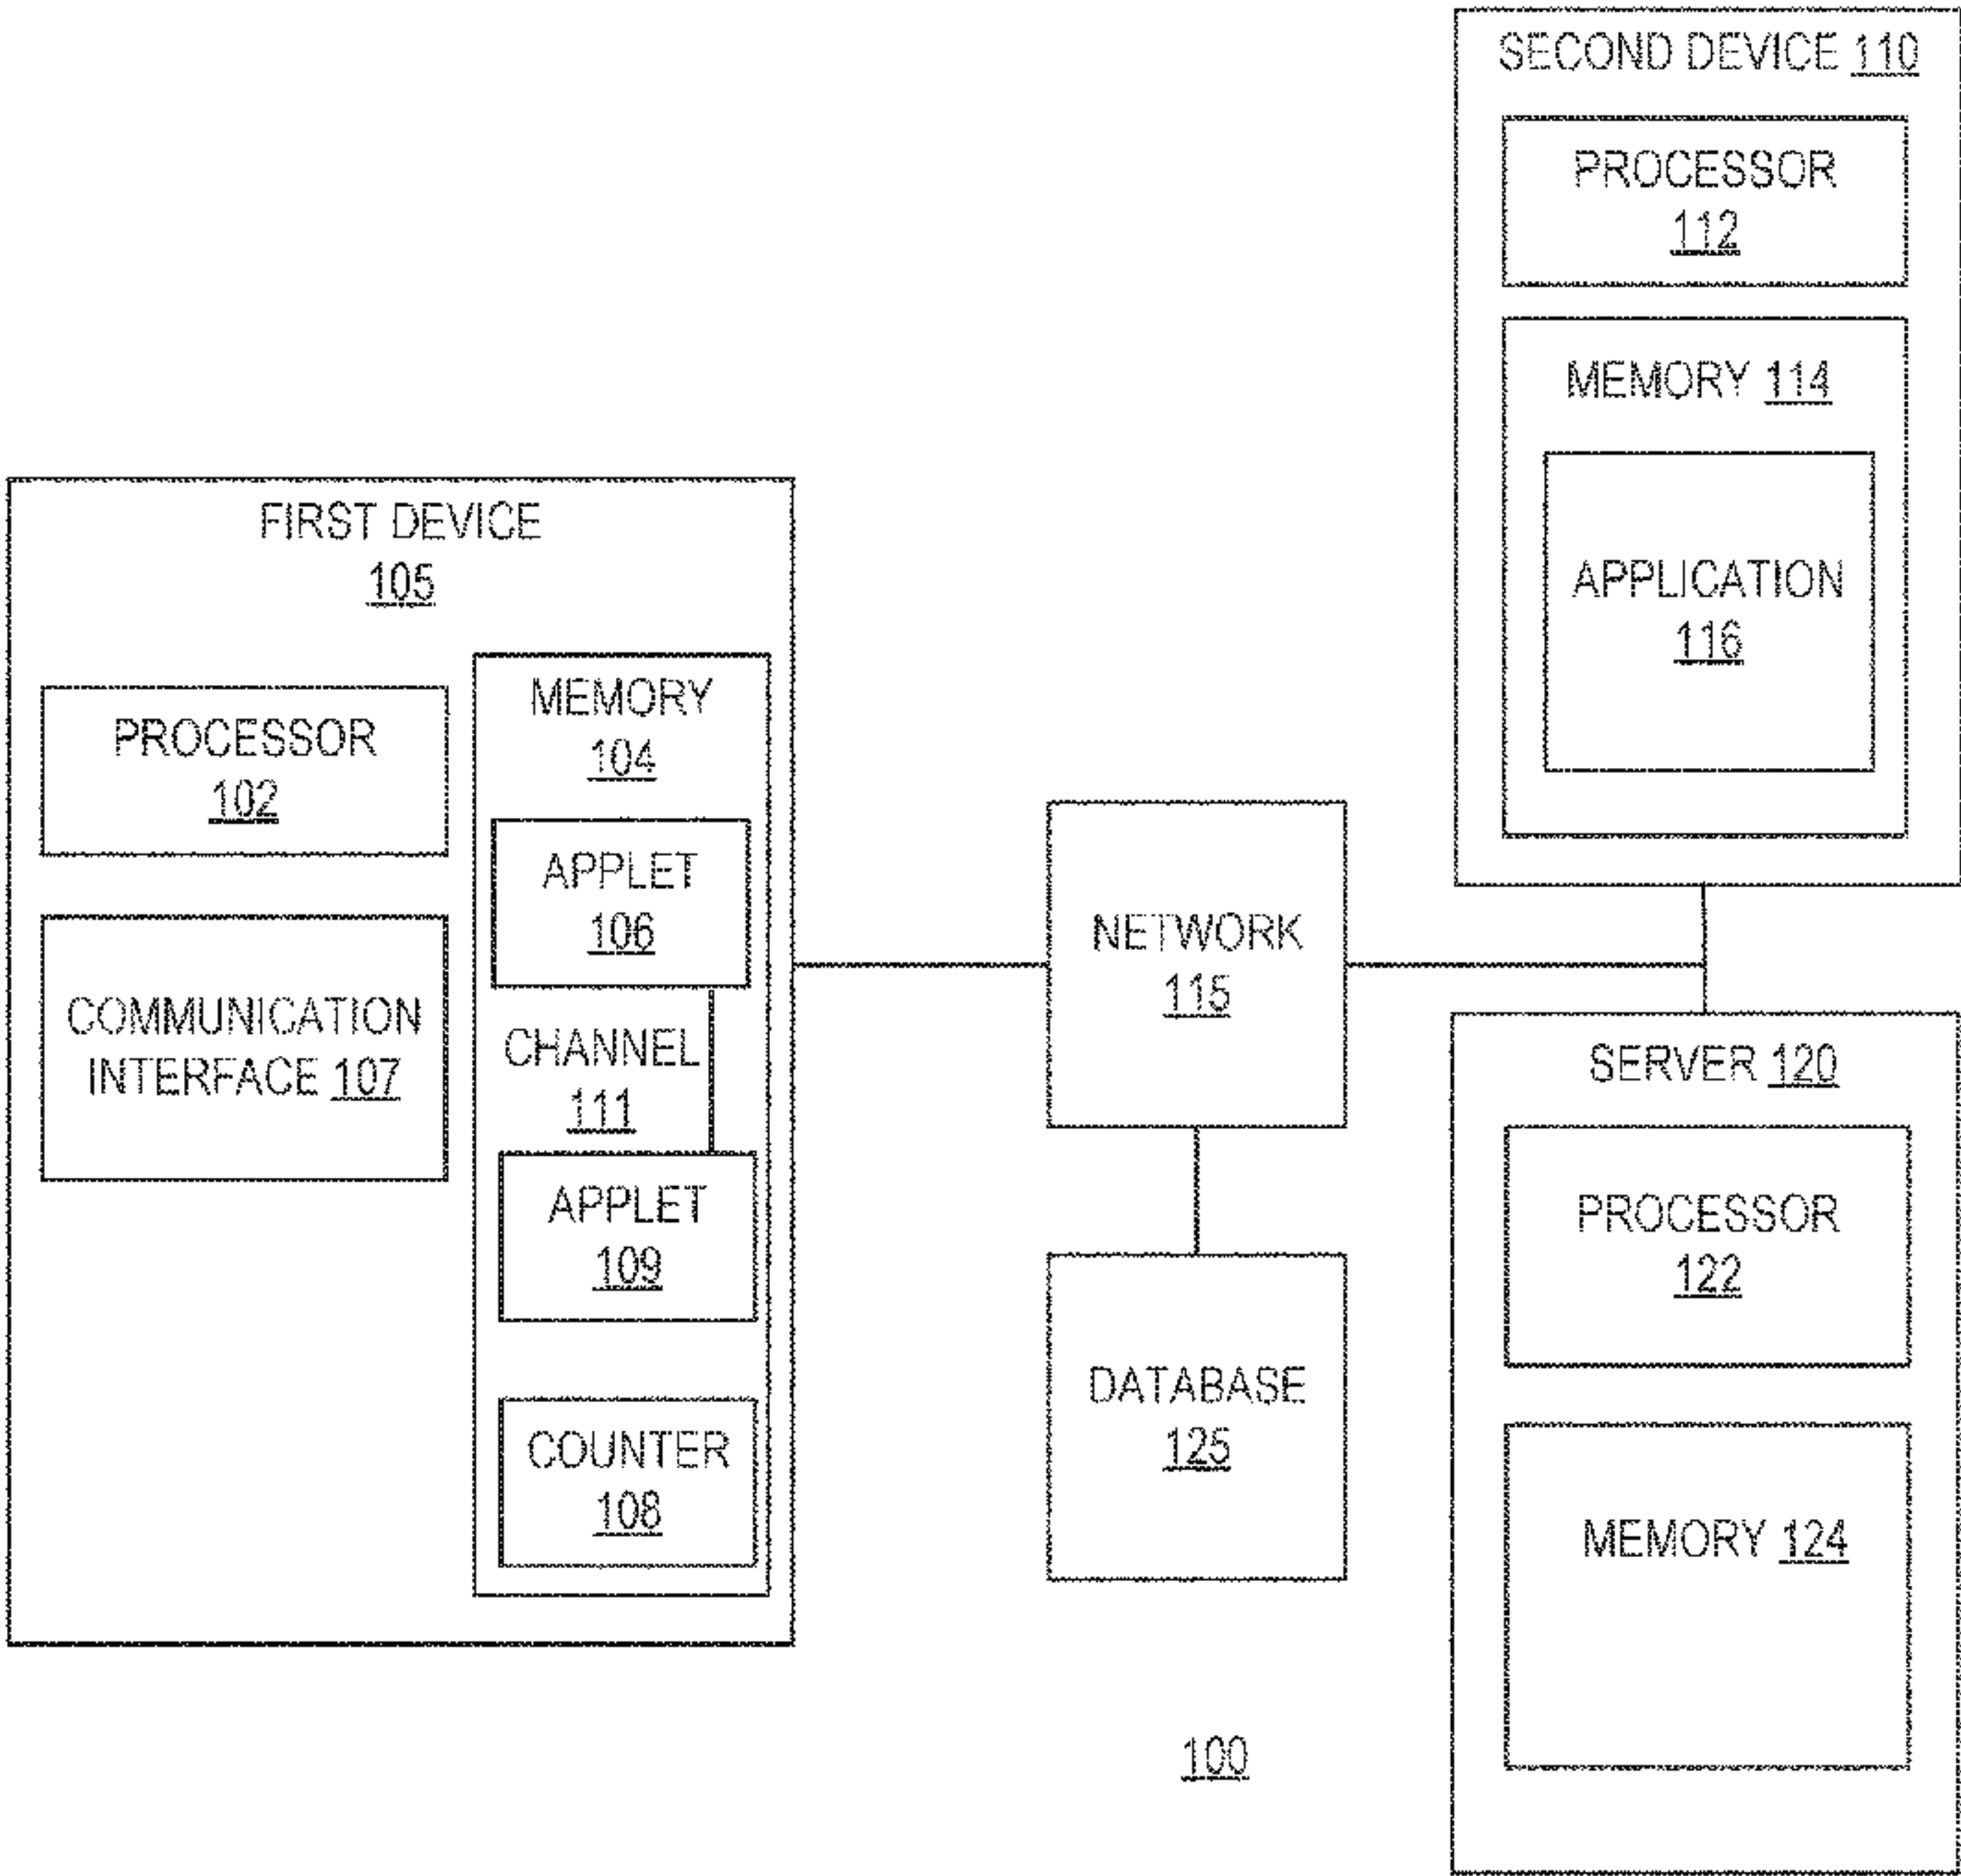 FIRST DEVICE
105
PROCESSOR
102
COMMUNICATION
INTERFACE 107
MEMORY
104
APPLET
106
CHANNEL
111
APPLET
109
COUNTER
108
NETWORK
115
DATABASE
125
SECOND DEVICE 110
PROCESSOR
112
MEMORY 114
APPLICATION
116
SERVER 120
PROCESSOR
122
MEMORY 124
100